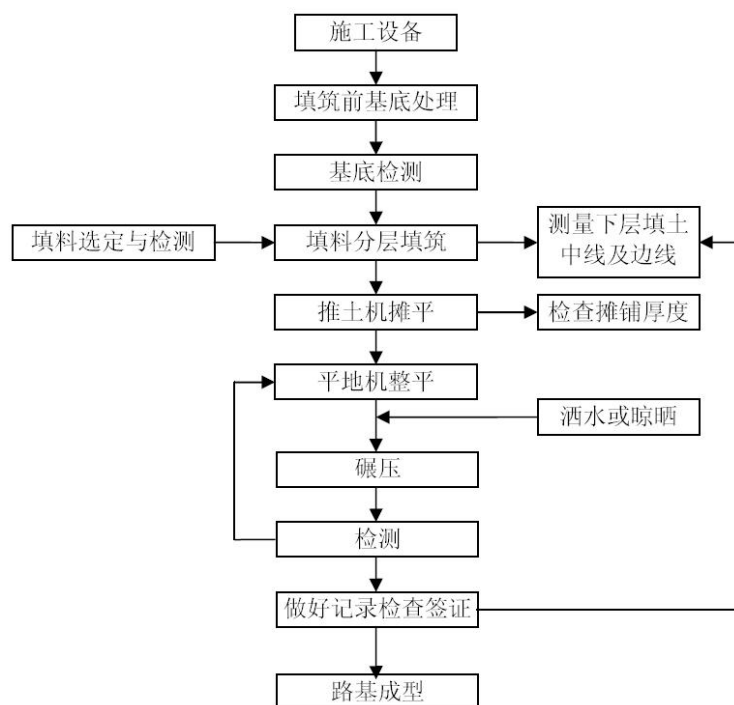 施工设备
填筑前基底处理
基底检测
填料选定与检测
填料分层填筑
测量下层填土
中线及边线
推土机摊平
检查摊铺厚度
平地机整平
洒水或晾晒
碾压
检测
做好记录检查签证
路基成型